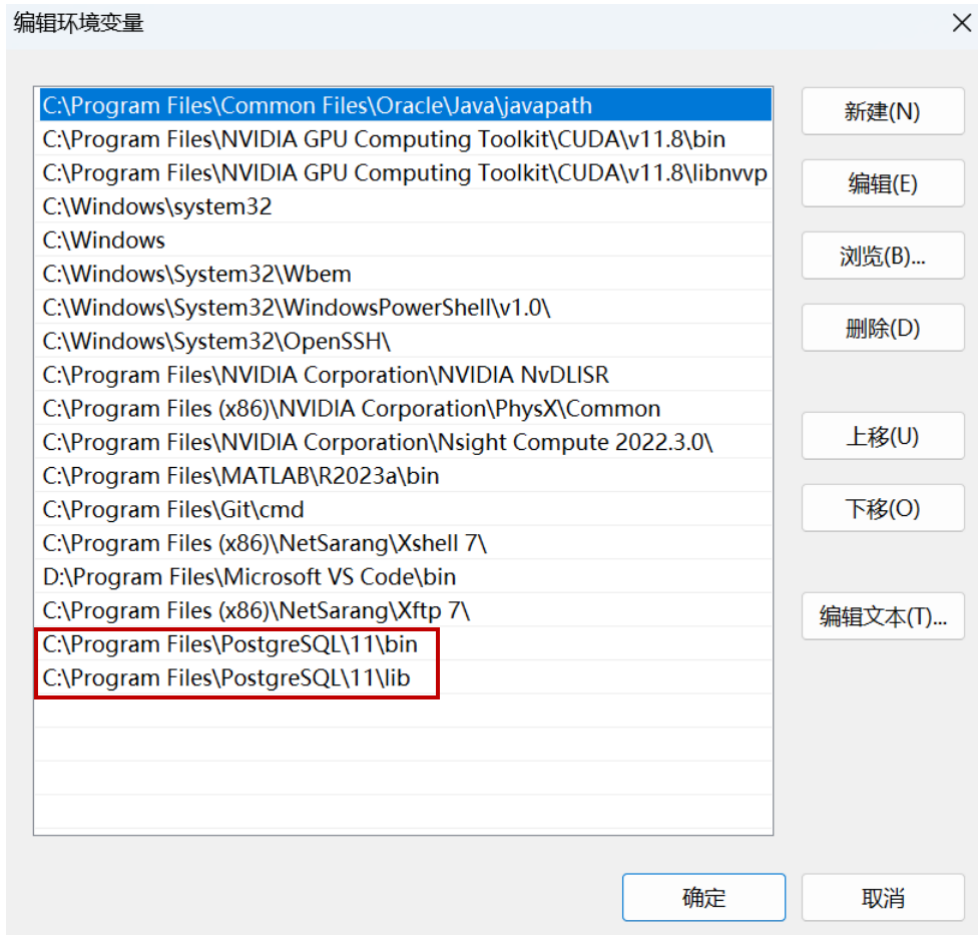 编辑环境变量
C:\Program Files\Common Files\Oracle\Java\javapath
C:\Program Files\NVIDIA GPU Computing Toolkit\CUDA\v11.8\bin
C:\Program Files\NVIDIA GPU Computing Toolkit\CUDA\v11.8\libnvvp
C:\Windows\system32
C:\Windows
C:\Windows\System32\Wbem
C:\Windows\System32\WindowsPowerShell\v1.0\
C:\Windows\System32\OpenSSH\
C:\Program Files\NVIDIA Corporation\NVIDIA NvDLISR
C:\Program Files (x86)\NVIDIA Corporation\PhysX\Common
C:\Program Files\NVIDIA Corporation\Nsight Compute 2022.3.0\
C:\Program Files\MATLAB\R2023a\bin
C:\Program Files\Git\cmd
C:\Program Files (x86)\NetSarang\Xshell 7\
D:\Program Files\Microsoft VS Code\bin
C:\Program Files (x86)\NetSarang\Xftp 7\
C:\Program Files\PostgreSQL\11\bin
C:\Program Files\PostgreSQL\11\lib
新建(N)
编辑(E)
浏览(B)...
删除(D)
上移(U)
下移(O)
编辑文本(T)...
确定
取消